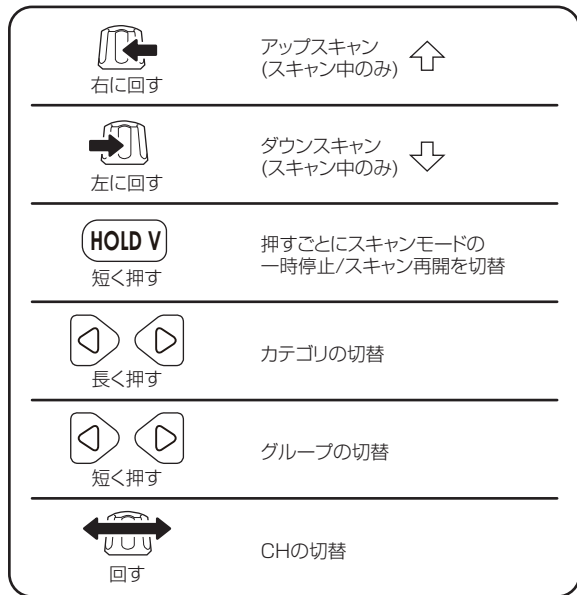 右に回す
アップスキャン
(スキャン中のみ)
左に回す
ダウンスキャン
(スキャン中のみ)
HOLD V
短く押す
押すごとにスキャンモードの
一時停止/スキャン再開を切替
長く押す
カテゴリの切替
短く押す
グループの切替
回す
CHの切替